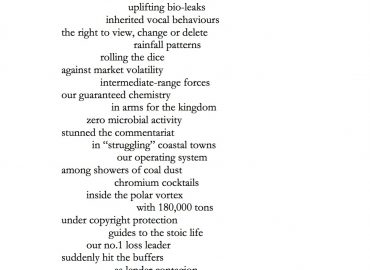 uplifting bio-leaks
inherited vocal behaviours
the right to view, change or delete
rainfall patterns
rolling the dice
against market volatility
intermediate-range forces
our guaranteed chemistry
in arms for the kingdom
zero microbial activity
stunned the commentariat
in “struggling” coastal towns
our operating system
among showers of coal dust
chromium cocktails
inside the polar vortex
with 180,000 tons
under copyright protection
guides to the stoic life
our no.1 loss leader
suddenly hit the buffers
as lender contagion